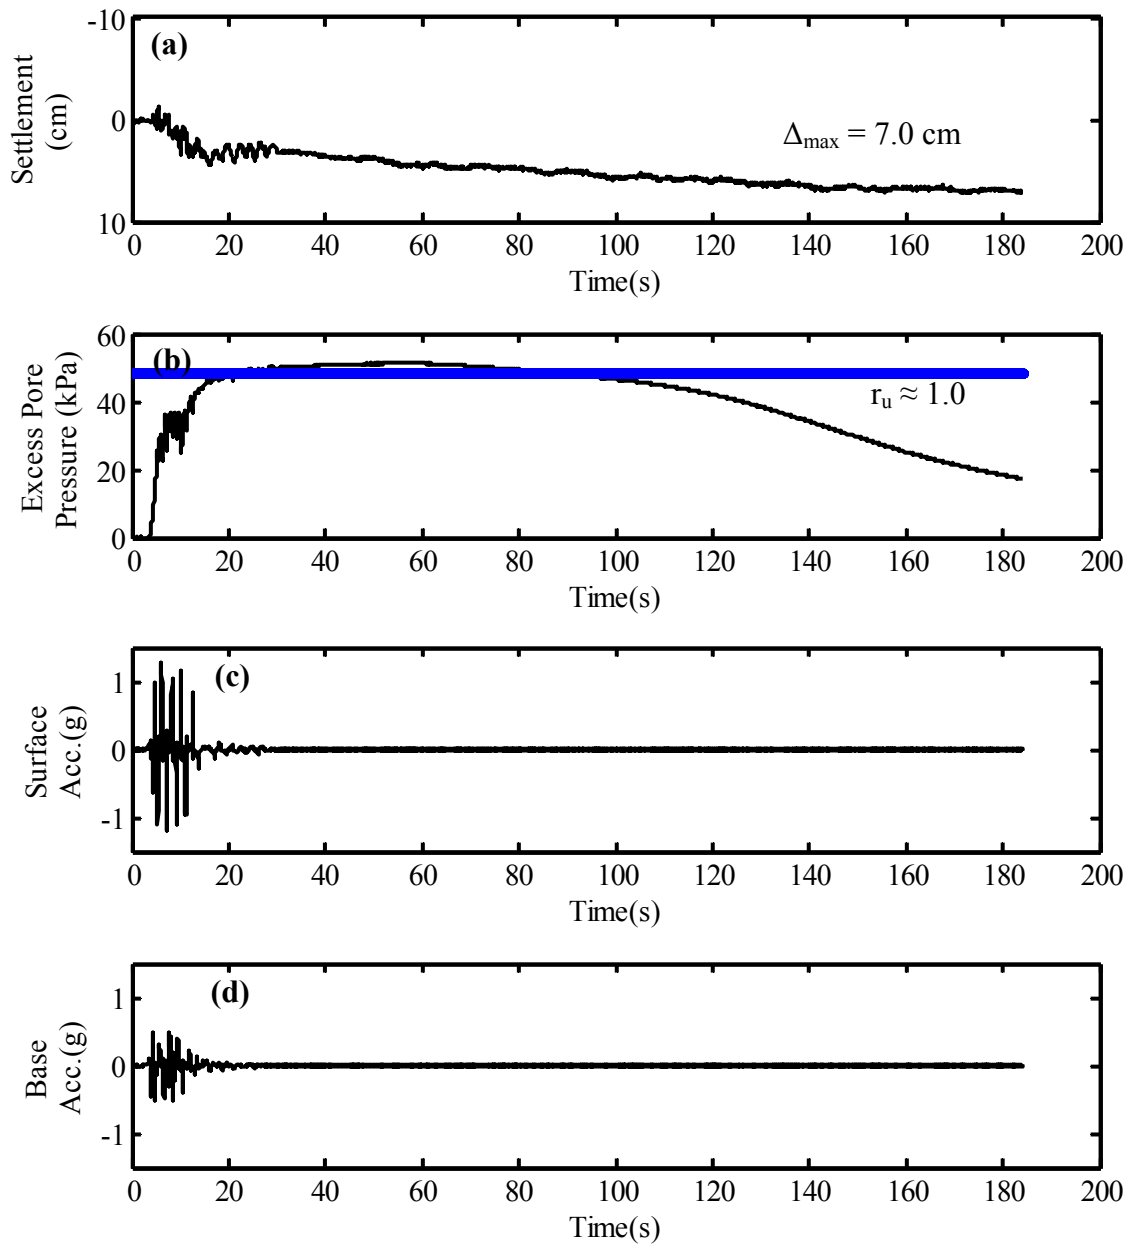 -10
(a)
Settlement
(cm)
0
Δmax = 7.0 cm
10
0 20 40 60 80 100 120 140 160 180 200
Time(s)
60
(b)
Excess Pore
Pressure (kPa)
40
ru ≈ 1.0
20
0
0 20 40 60 80 100 120 140 160 180 200
Time(s)
(c)
1
Surface
Acc.(g)
0
-1
0 20 40 60 80 100 120 140 160 180 200
Time(s)
(d)
1
Base
Acc.(g)
0
-1
0 20 40 60 80 100 120 140 160 180 200
Time(s)